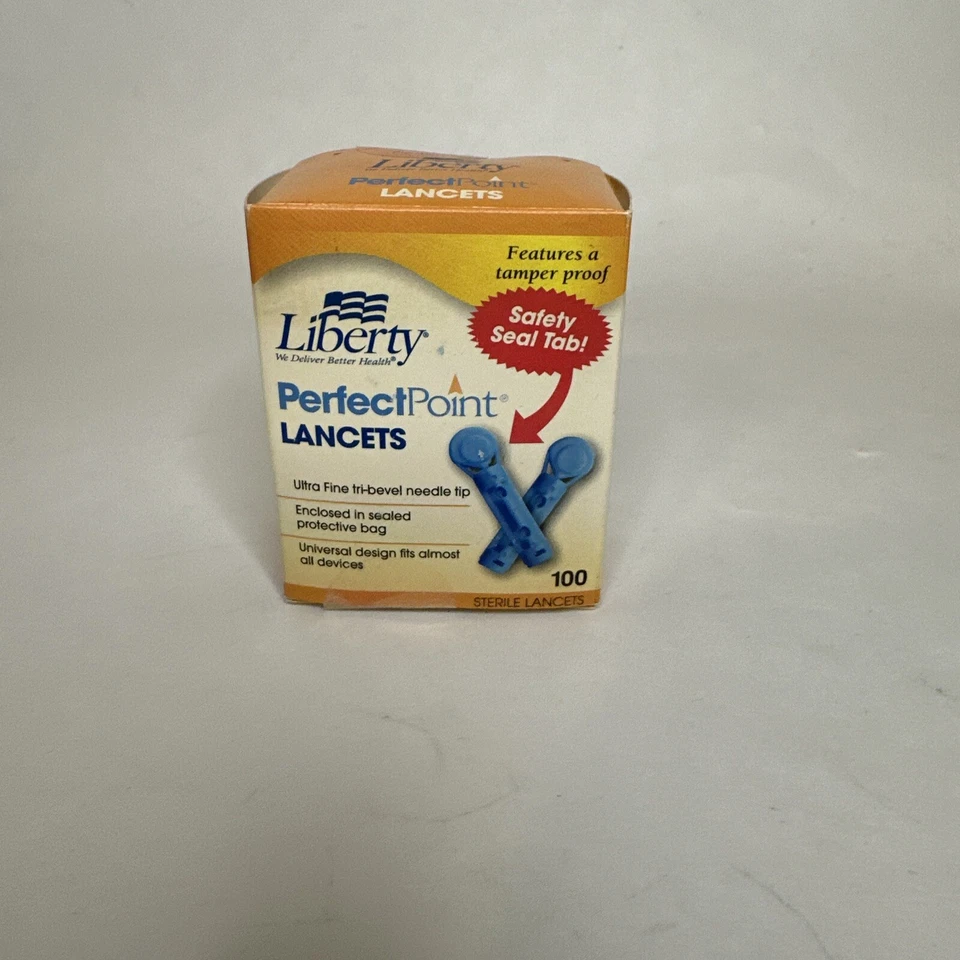 Liberty
PerfectPoint
LANCETS
Features a
tamper proof
Safety
Seal Tab!
Liberty®
We Deliver Better Health®
PerfectPoint®
LANCETS
Ultra Fine tri-bevel needle tip
Enclosed in sealed
protective bag
Universal design fits almost
all devices
100
STERILE LANCETS